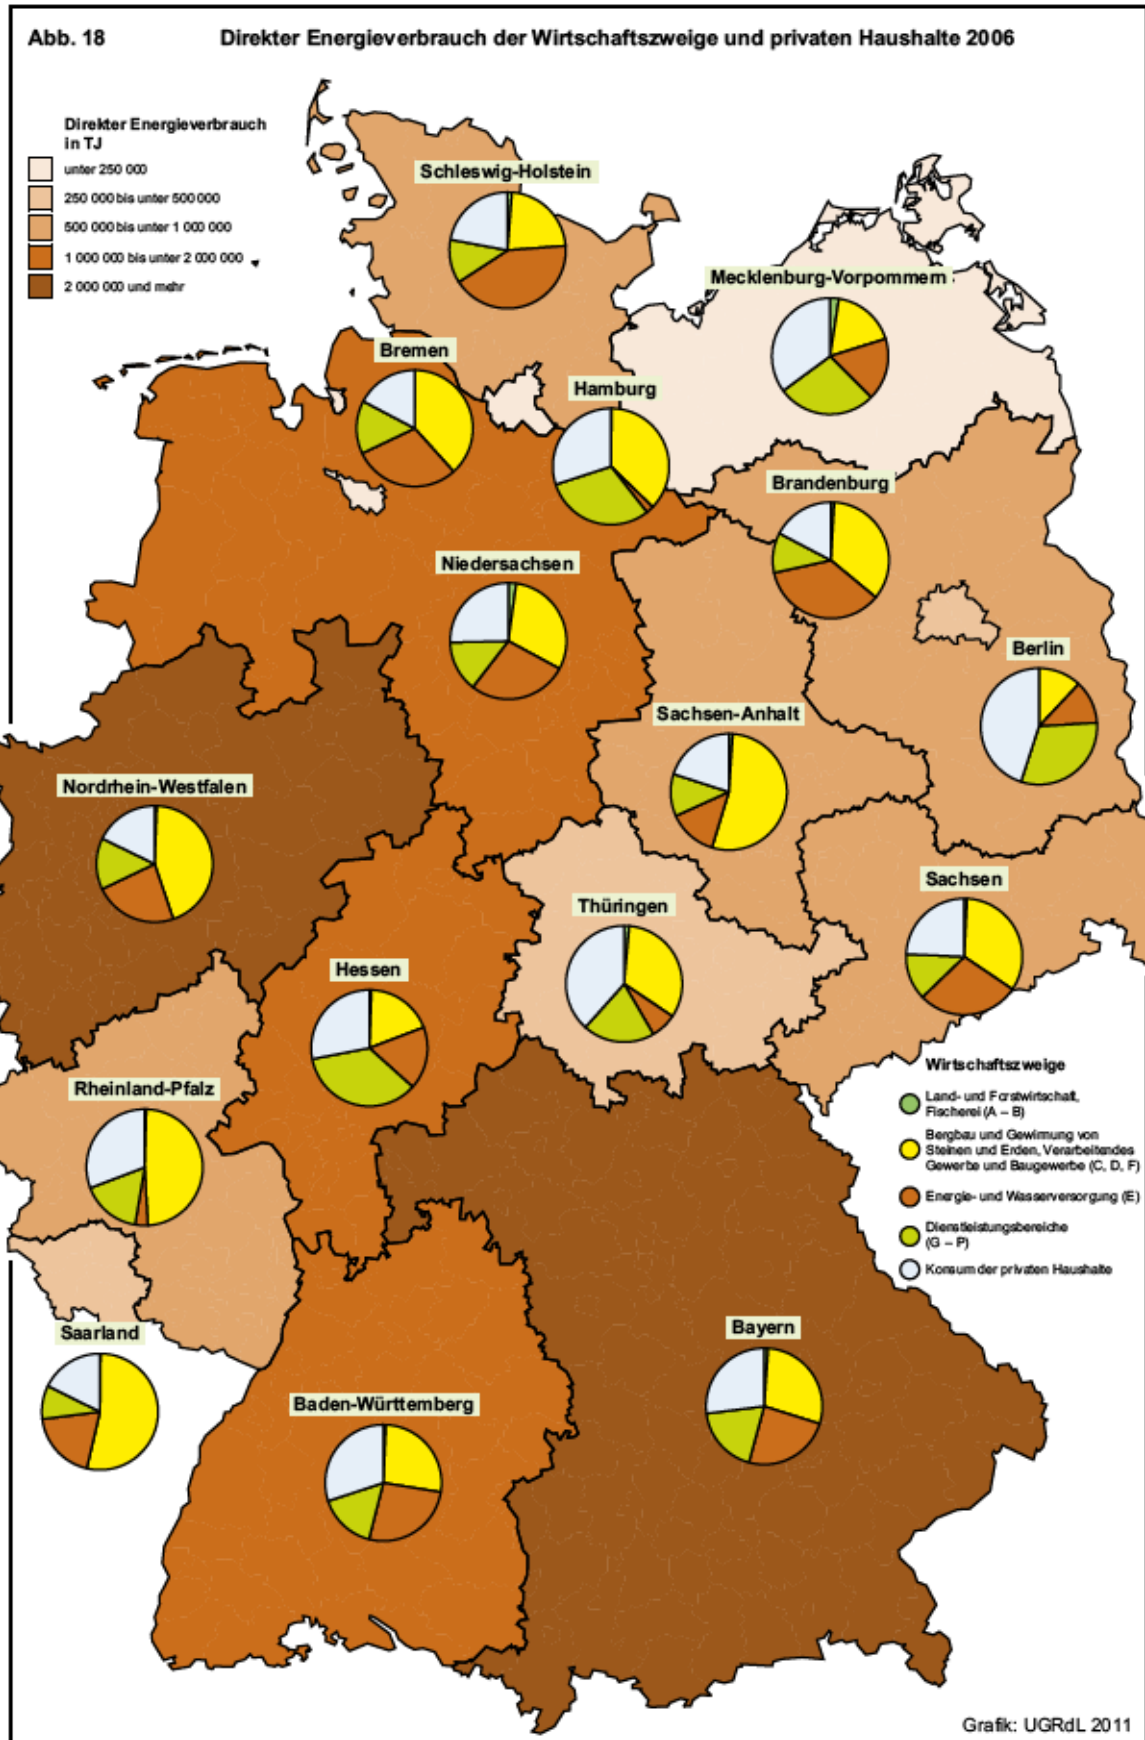 Abb. 18
Direkter Energieverbrauch der Wirtschaftszweige und privaten Haushalte 2006
Direkter Energieverbrauch
in TJ
unter 250 000
250 000 bis unter 500 000
500 000 bis unter 1 000 000
1 000 000 bis unter 2 000 000
2 000 000 und mehr
Schleswig-Holstein
Mecklenburg-Vorpommern
Bremen
Hamburg
Brandenburg
Niedersachsen
Berlin
Sachsen-Anhalt
Nordrhein-Westfalen
Sachsen
Thüringen
Hessen
Rheinland-Pfalz
Saarland
Bayern
Baden-Württemberg
Wirtschaftszweige
Land- und Forstwirtschaft,
Fischerei (A – B)
Bergbau und Gewinnung von
Steinen und Erden, Verarbeitendes
Gewerbe und Baugewerbe (C, D, F)
Energie- und Wasserversorgung (E)
Dienstleistungsbereiche
(G – P)
Konsum der privaten Haushalte
Grafik: UGRdL 2011